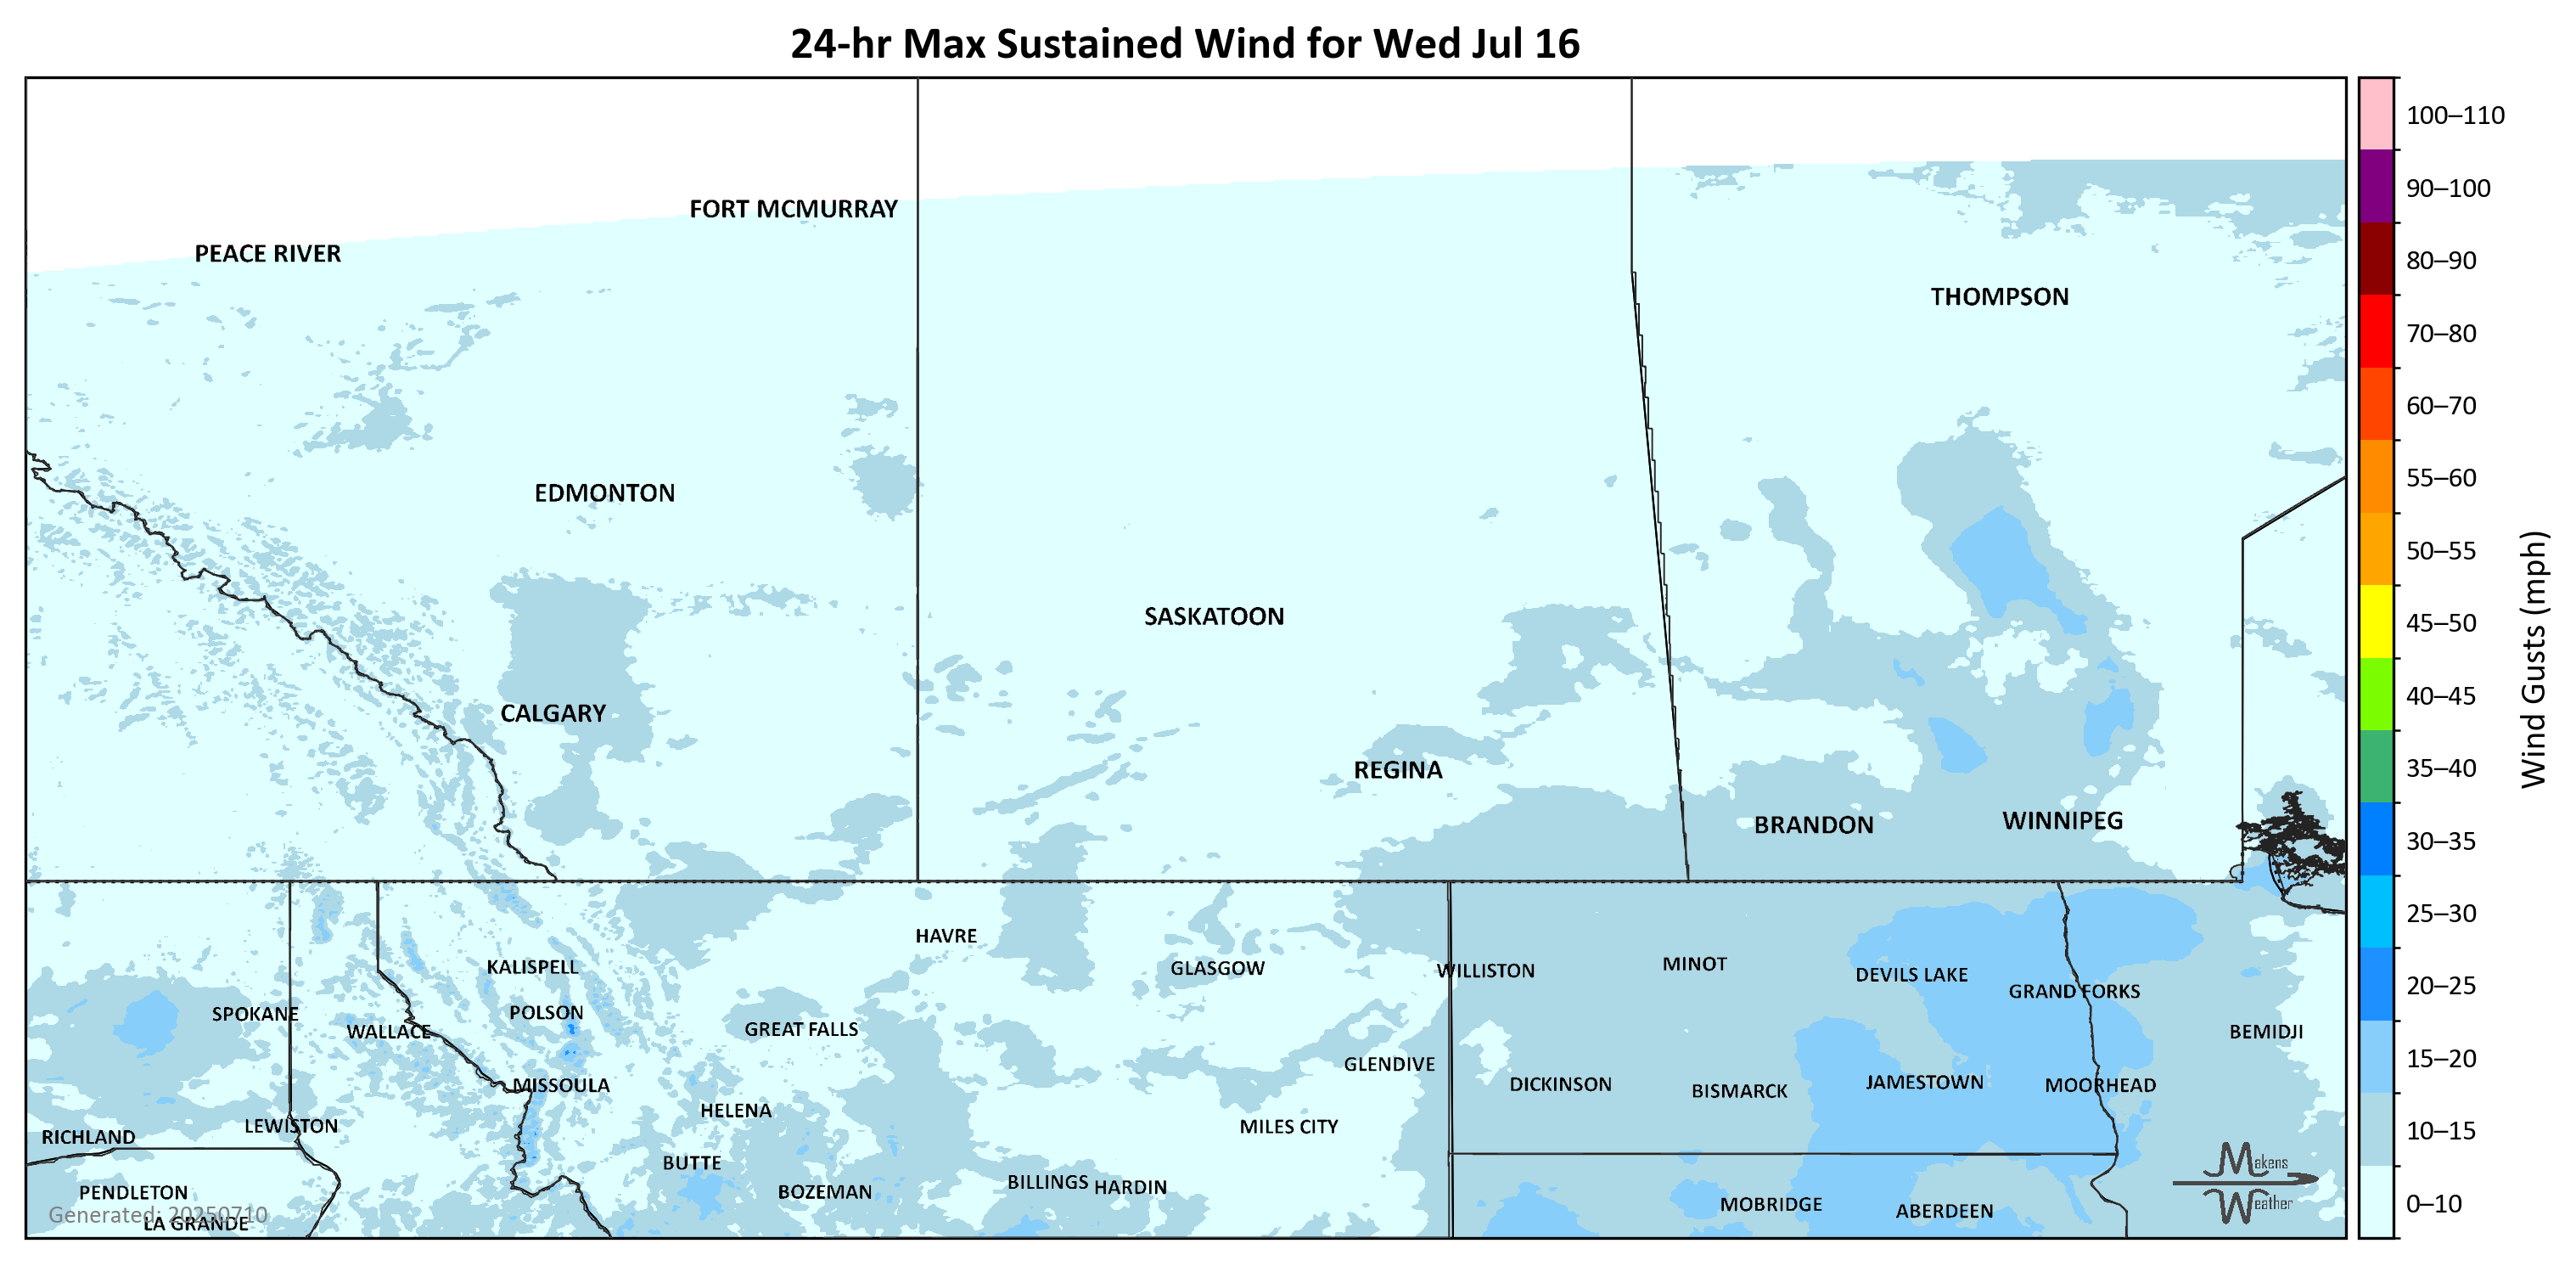 24-hr Max Sustained Wind for Wed Jul 16
100–110
90–100
80–90
70–80
60–70
55–60
50–55
45–50
40–45
35–40
30–35
25–30
20–25
15–20
10–15
0–10
Wind Gusts (mph)
FORT MCMURRAY
PEACE RIVER
THOMPSON
EDMONTON
SASKATOON
CALGARY
REGINA
BRANDON
WINNIPEG
HAVRE
KALISPELL
GLASGOW
WILLISTON
MINOT
DEVILS LAKE
GRAND FORKS
SPOKANE
POLSON
WALLACE
GREAT FALLS
BEMIDJI
GLENDIVE
MISSOULA
DICKINSON
BISMARCK
JAMESTOWN
MOORHEAD
HELENA
LEWISTON
MILES CITY
RICHLAND
BUTTE
PENDLETON
BOZEMAN
BILLINGS
HARDIN
MOBRIDGE
ABERDEEN
Generated: 20250710
LA GRANDE
Makens
Weather